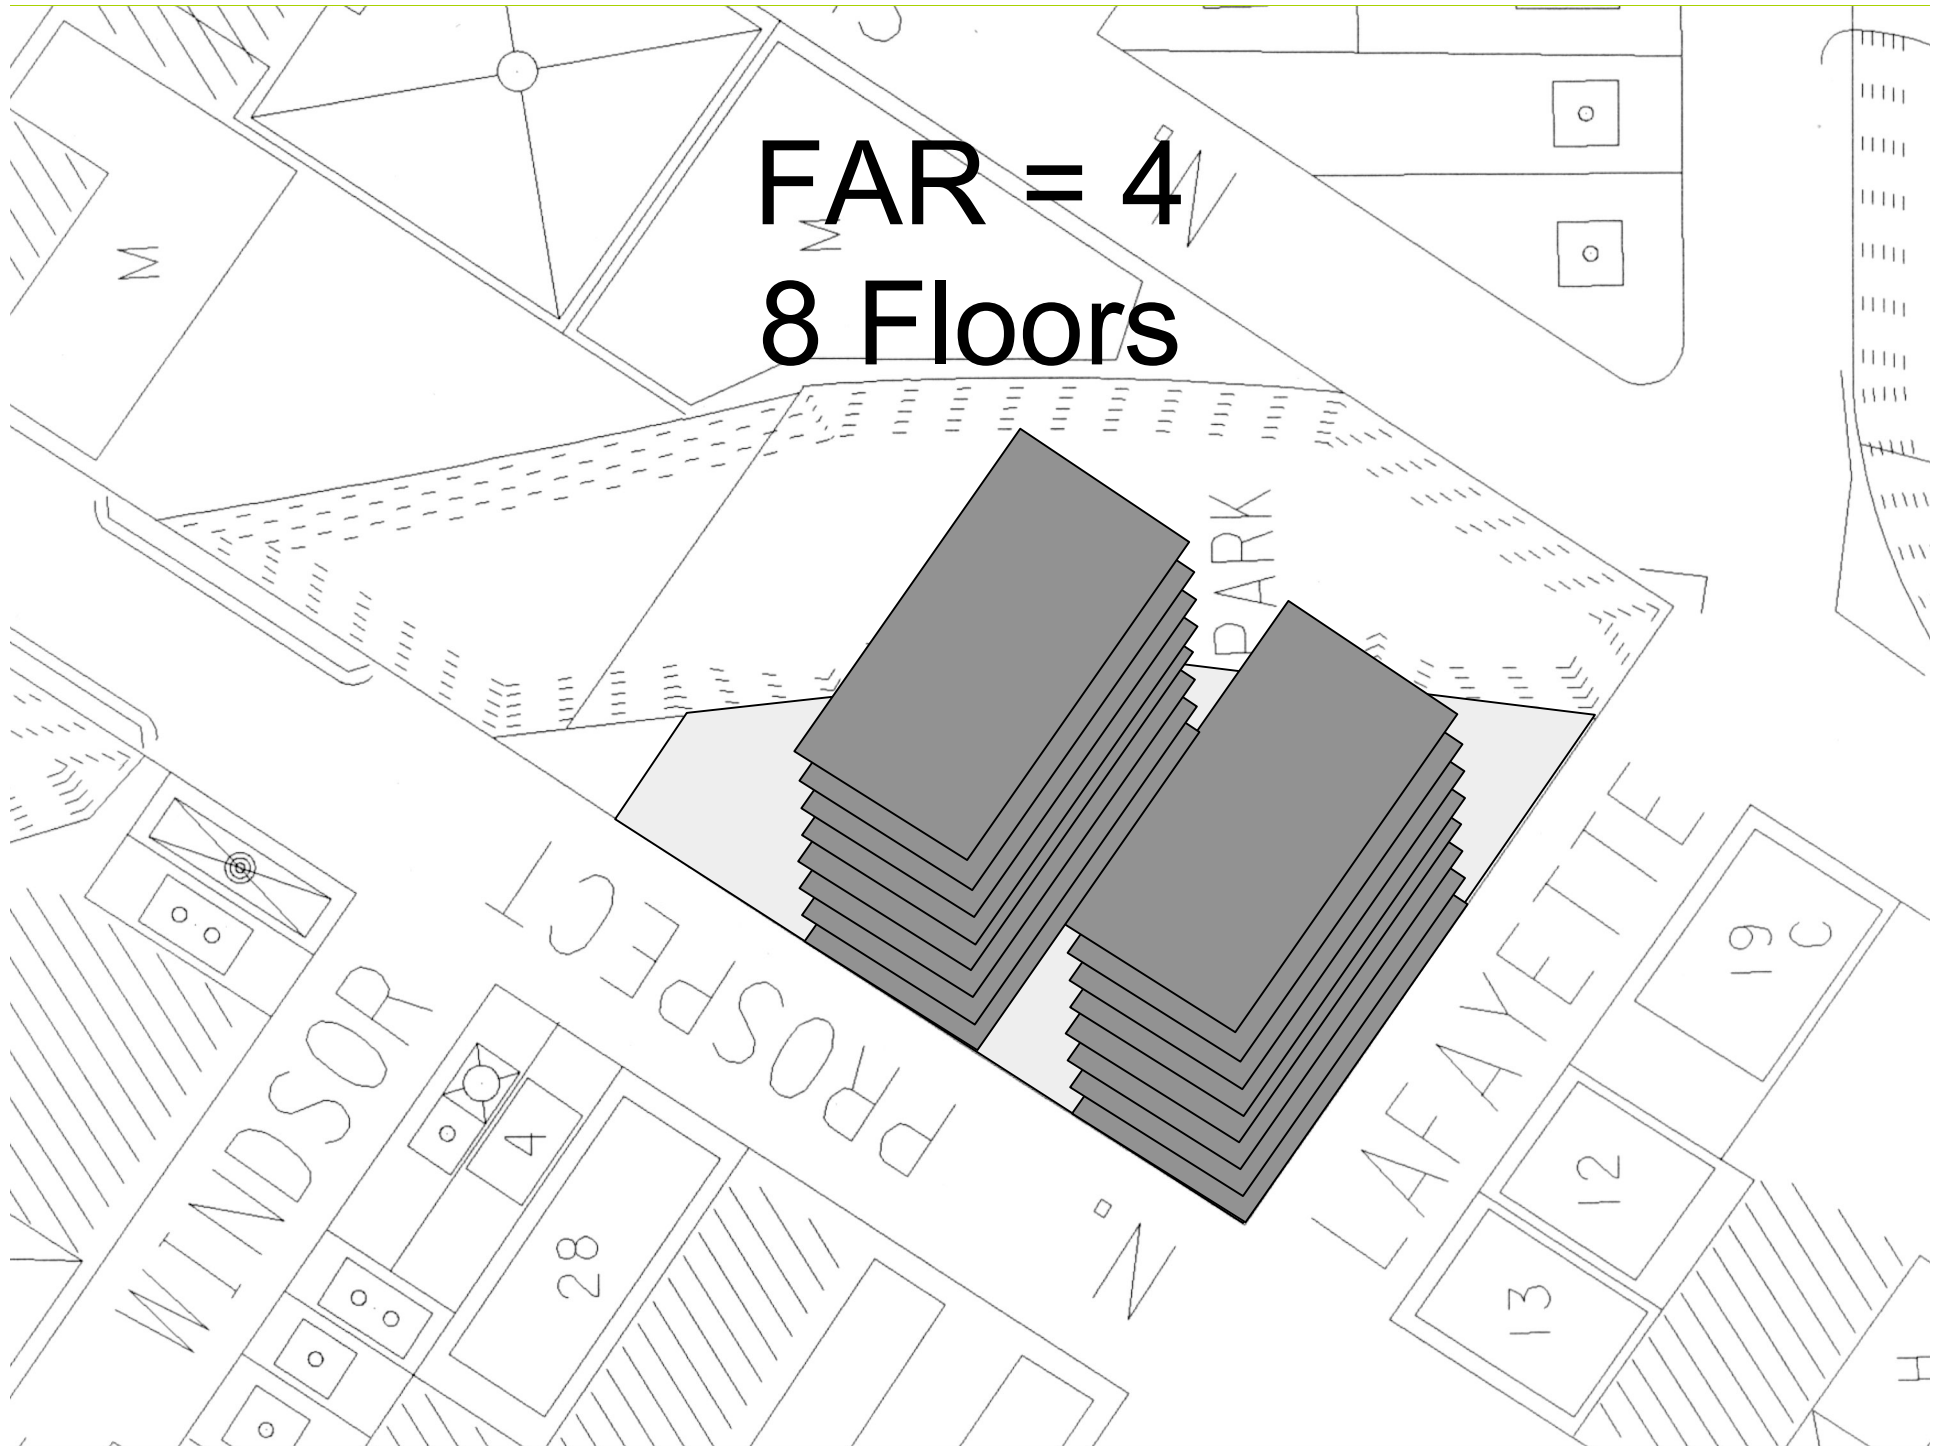 FAR = 4
8 Floors
M
M
N
PARK
PROSPECT
LAFAYETTE
WINDSOR
19
C
4
28
12
13
N
H